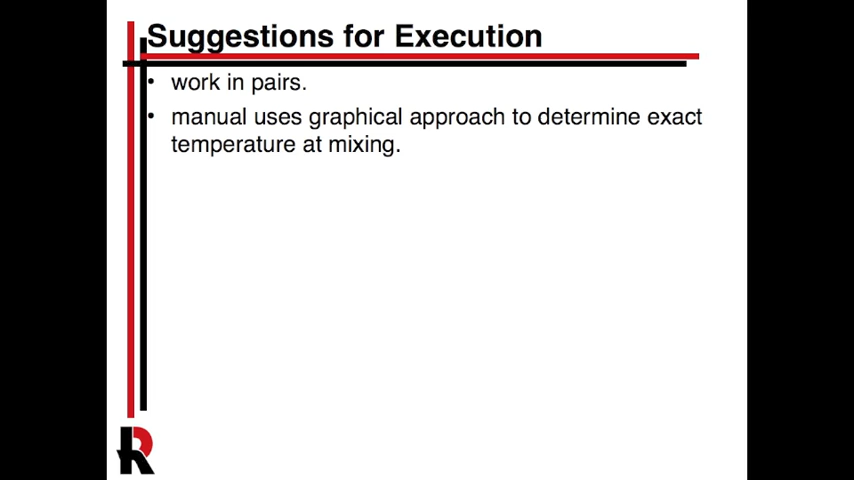 Suggestions for Execution
• work in pairs.
• manual uses graphical approach to determine exact
temperature at mixing.